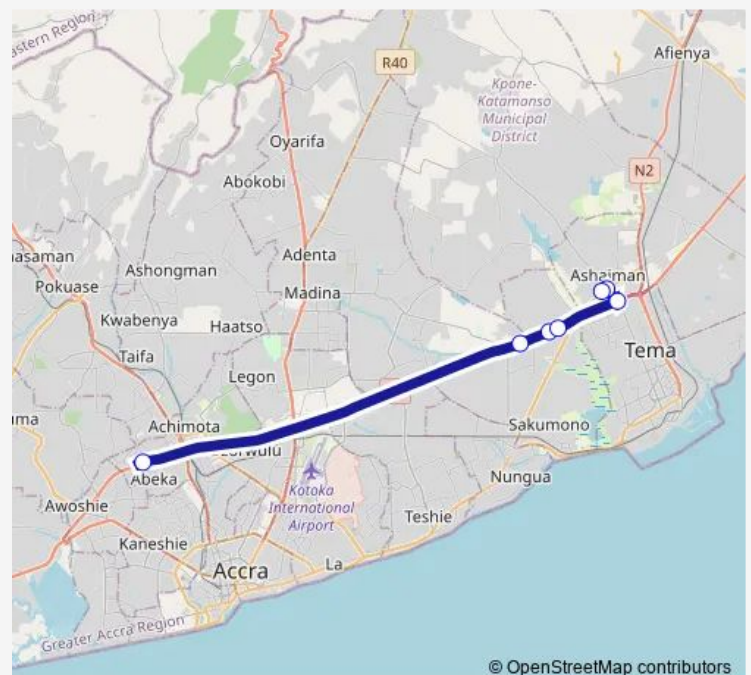 Eastern Region
R40
Afienya
Kpone-
Katamanso
Municipal
District
Oyarifa
Abokobi
N2
Adenta
Ashongman
Pokuase
Madina
Ashaiman
Kwabenya
Haatso
Taifa
Tema
Legon
Achimota
Sakumono
Abeka
Kotoka
International
Airport
Nungua
Awoshie
Teshie
Kaneshie
La
Accra
Greater Accra Region
© OpenStreetMap contributors